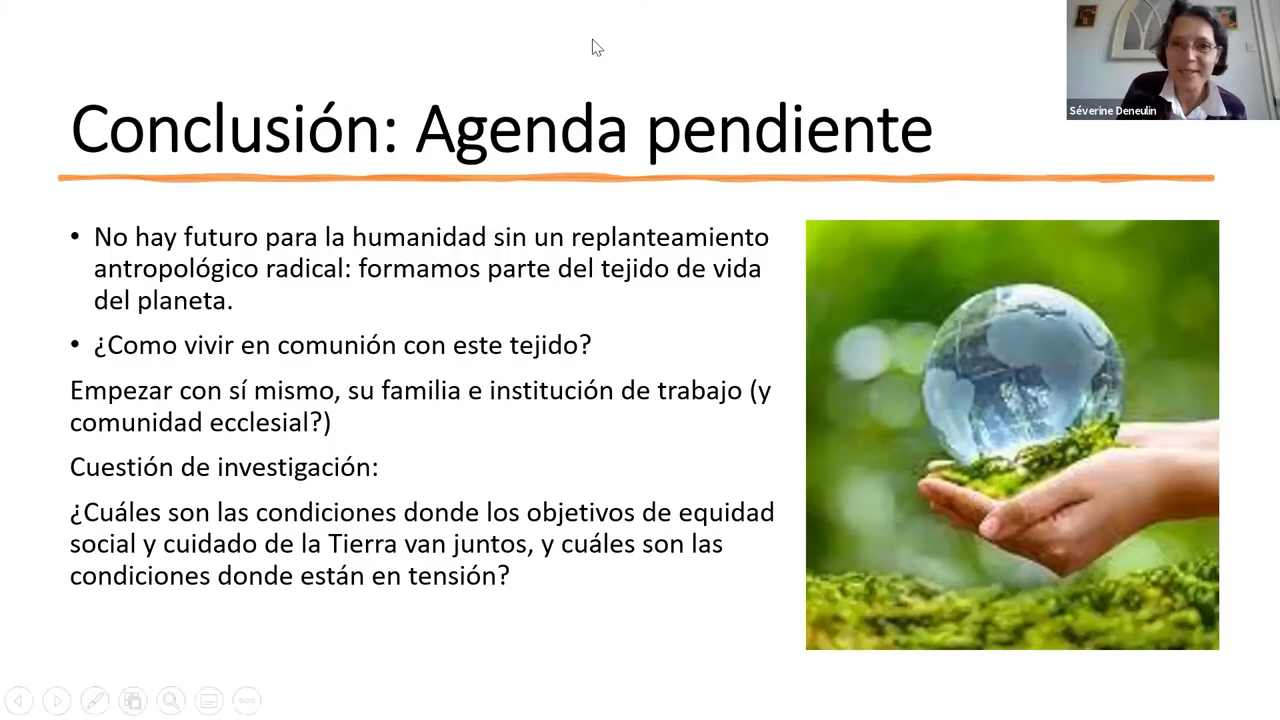 Conclusión: Agenda pendiente
Séverine Deneulin
• No hay futuro para la humanidad sin un replanteamiento
antropológico radical: formamos parte del tejido de vida
del planeta.
• ¿Como vivir en comunión con este tejido?
Empezar con sí mismo, su familia e institución de trabajo (y
comunidad ecclesial?)
Cuestión de investigación:
¿Cuáles son las condiciones donde los objetivos de equidad
social y cuidado de la Tierra van juntos, y cuáles son las
condiciones donde están en tensión?